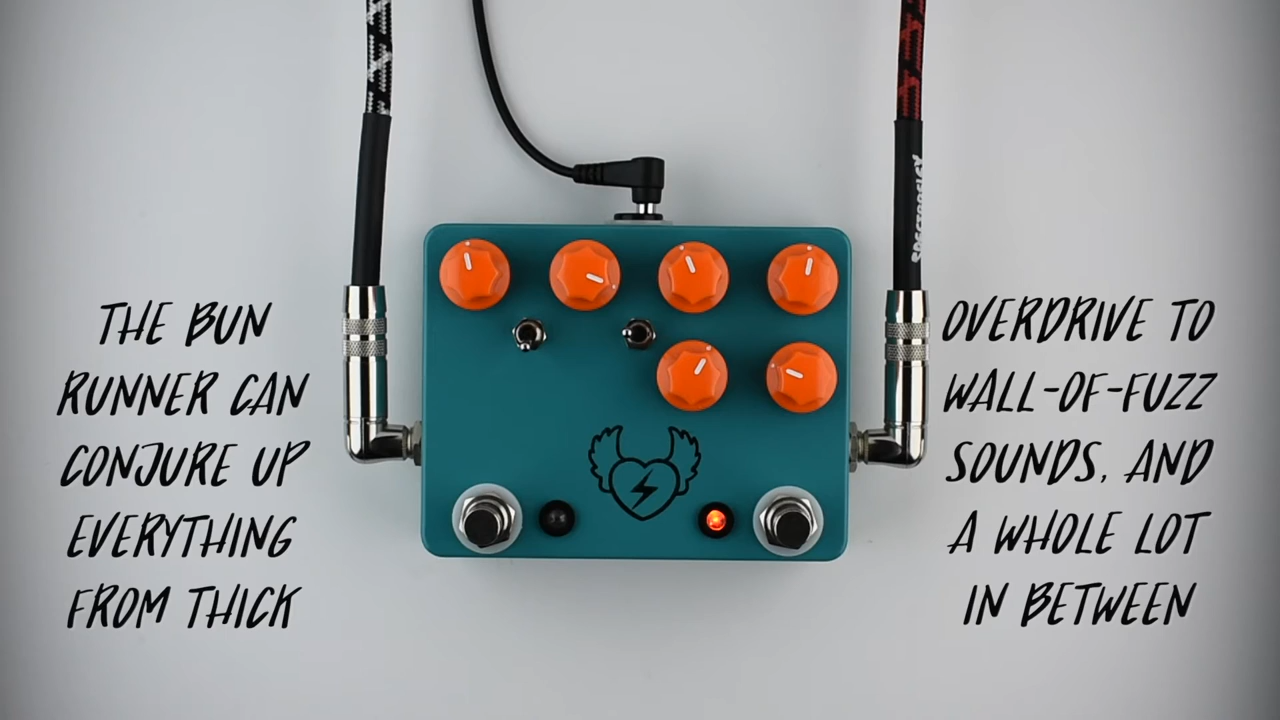 THE BUN
RUNNER CAN
CONJURE UP
EVERYTHING
FROM THICK
OVERDRIVE TO
WALL-OF-FUZZ
SOUNDS, AND
A WHOLE LOT
IN BETWEEN